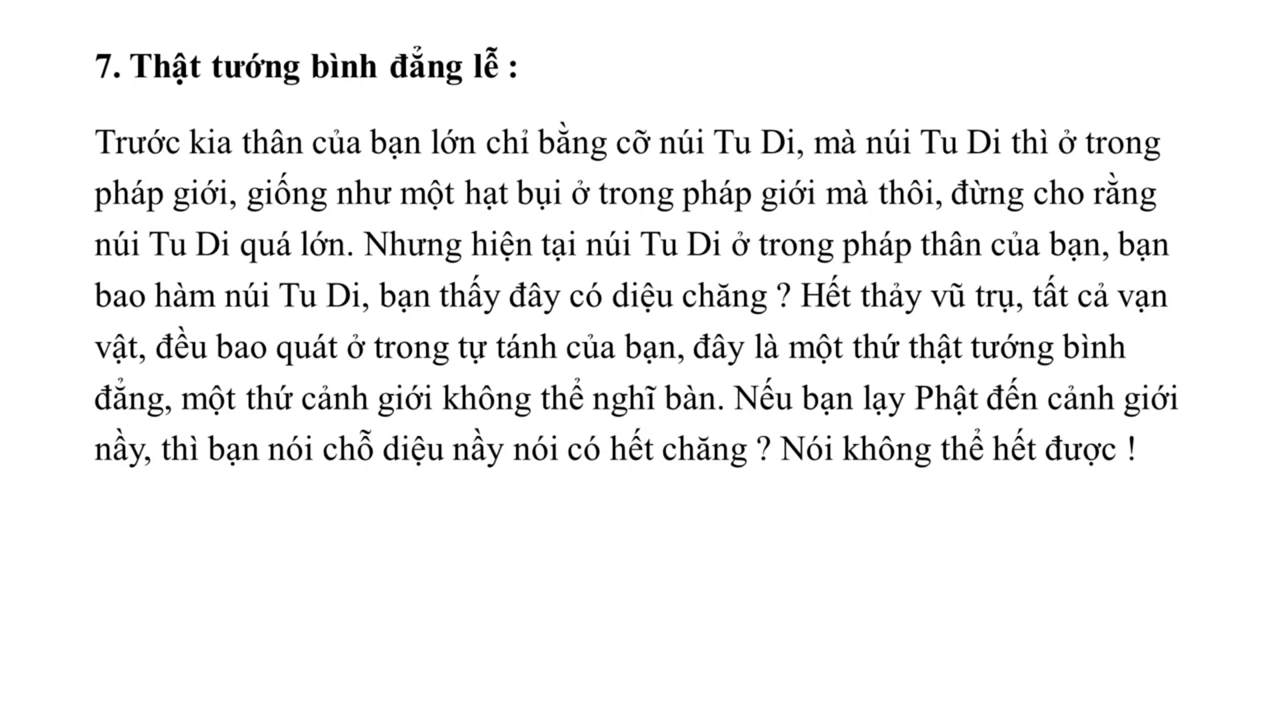 7. Thật tướng bình đẳng lễ :
Trước kia thân của bạn lớn chỉ bằng cỡ núi Tu Di, mà núi Tu Di thì ở trong
pháp giới, giống như một hạt bụi ở trong pháp giới mà thôi, đừng cho rằng
núi Tu Di quá lớn. Nhưng hiện tại núi Tu Di ở trong pháp thân của bạn, bạn
bao hàm núi Tu Di, bạn thấy đây có diệu chăng ? Hết thảy vũ trụ, tất cả vạn
vật, đều bao quát ở trong tự tánh của bạn, đây là một thứ thật tướng bình
đẳng, một thứ cảnh giới không thể nghĩ bàn. Nếu bạn lạy Phật đến cảnh giới
nầy, thì bạn nói chỗ diệu nầy nói có hết chăng ? Nói không thể hết được !